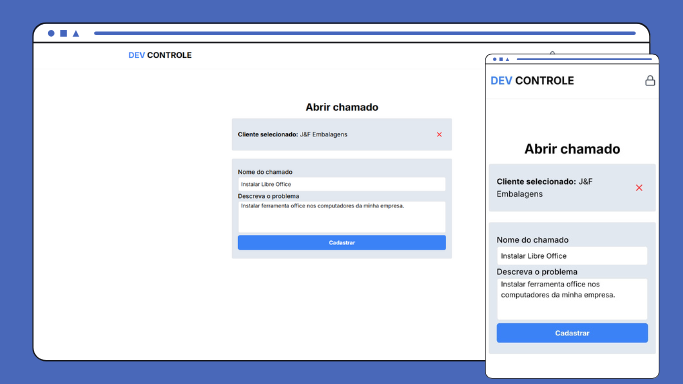 DEV CONTROLE
Abrir chamado
Cliente selecionado: J&F Embalagens
Nome do chamado
Instalar Libre Office
Descreva o problema
Instalar ferramenta office nos computadores da minha empresa.
Cadastrar
DEV CONTROLE
Abrir chamado
Cliente selecionado: J&F
Embalagens
Nome do chamado
Instalar Libre Office
Descreva o problema
Instalar ferramenta office nos
computadores da minha empresa.
Cadastrar